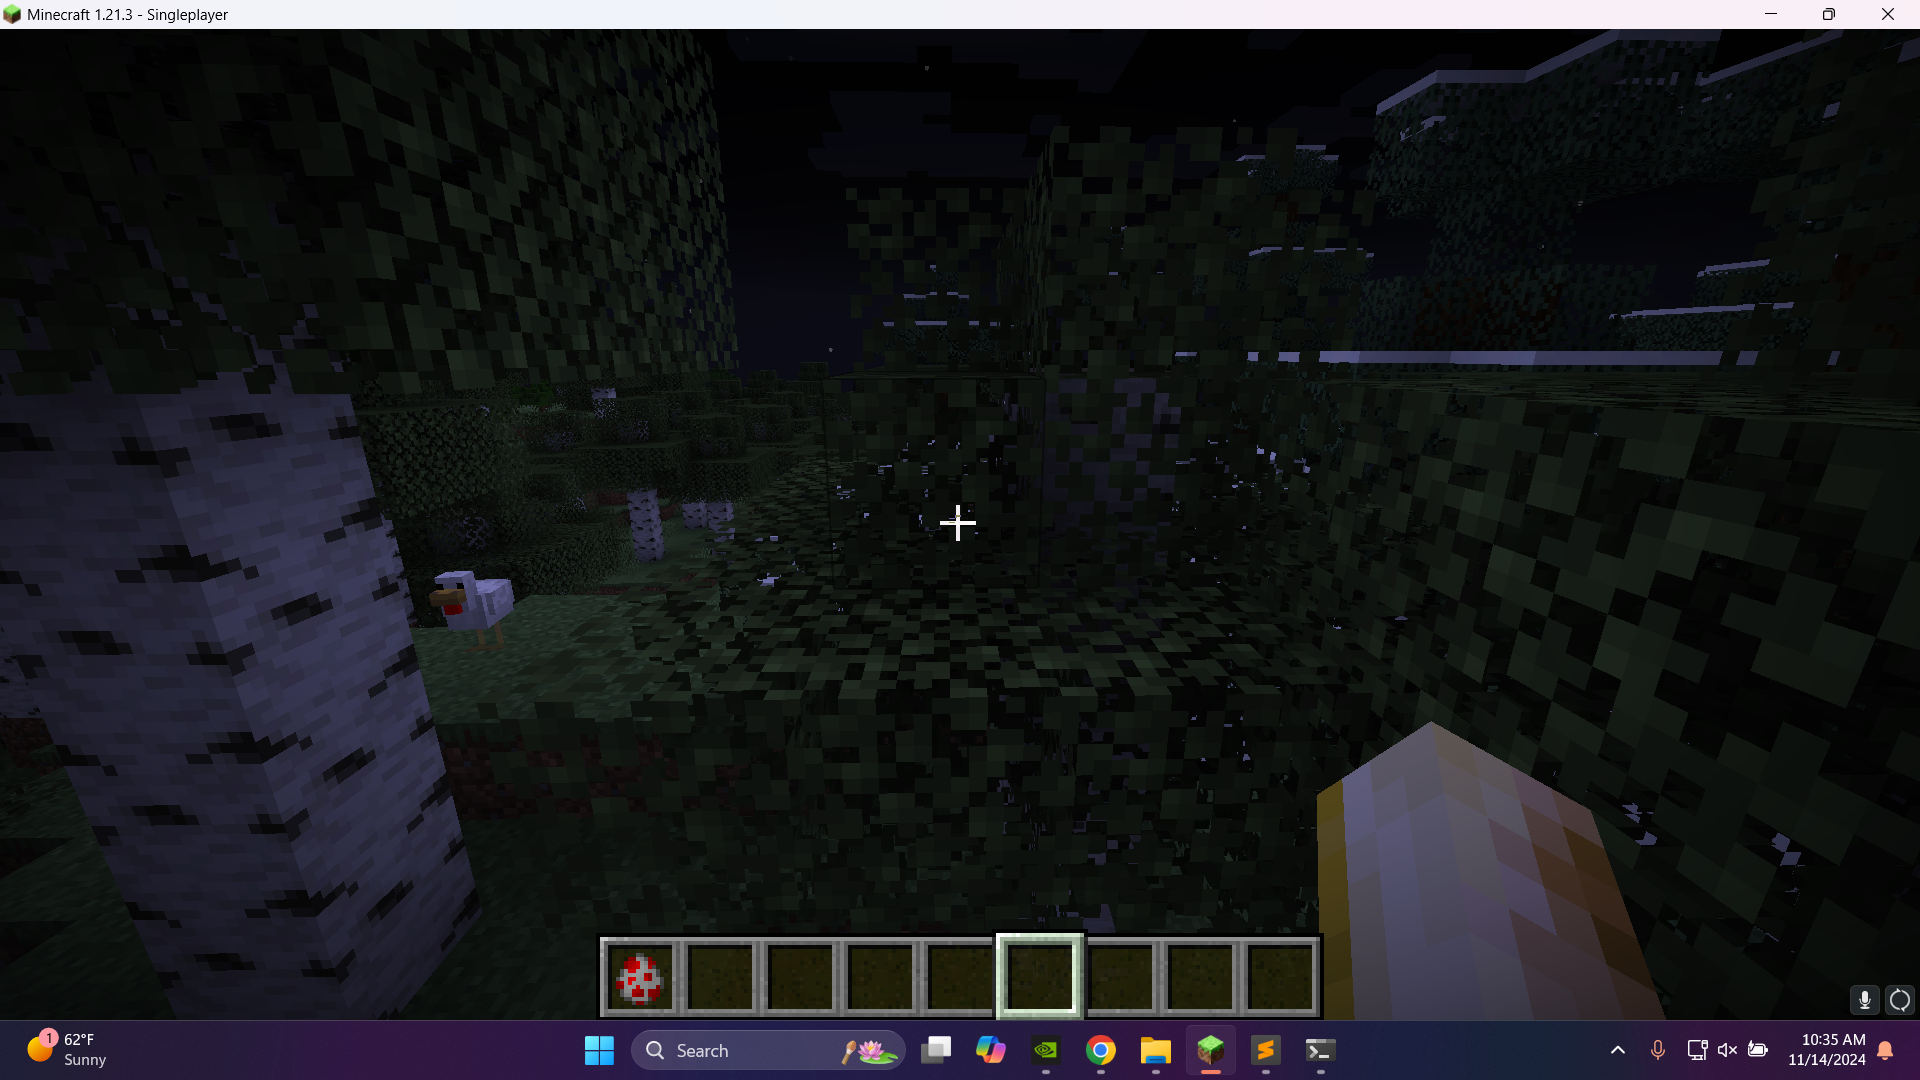 Minecraft 1.21.3 - Singleplayer
1
62°F
Sunny
Search
10:35 AM
11/14/2024